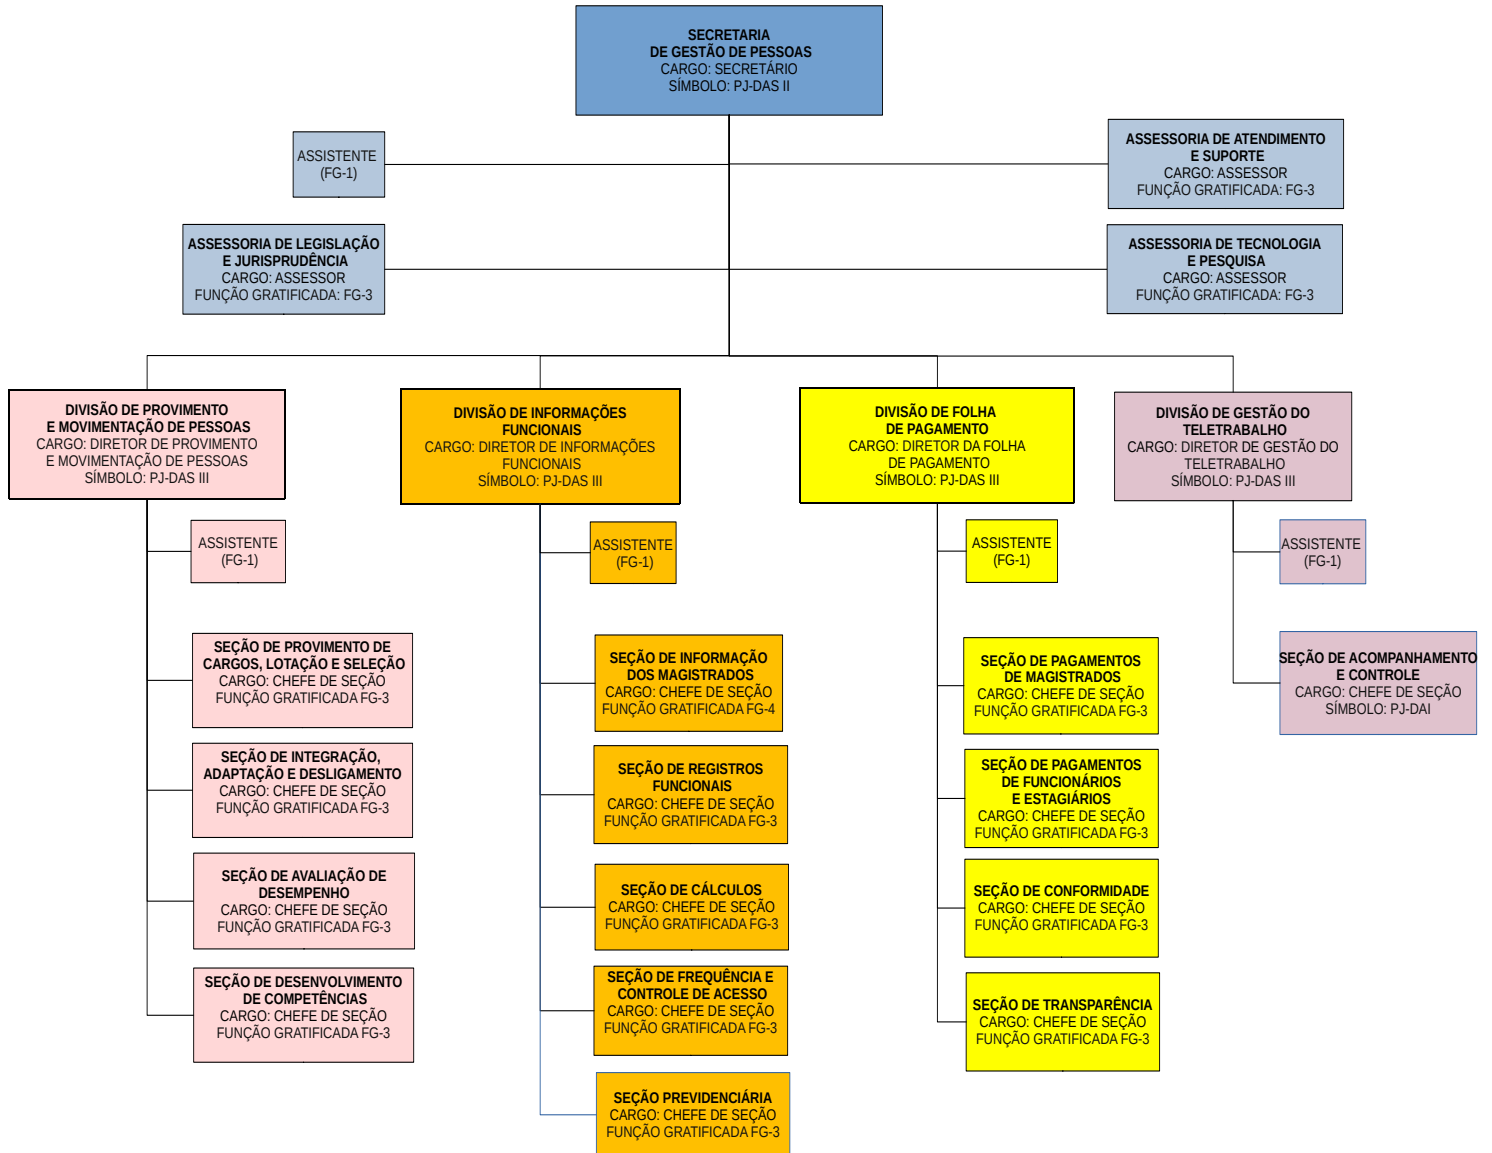 SECRETARIA
DE GESTÃO DE PESSOAS
CARGO: SECRETÁRIO
SÍMBOLO: PJ-DAS II
ASSISTENTE
(FG-1)
ASSESSORIA DE ATENDIMENTO
E SUPORTE
CARGO: ASSESSOR
FUNÇÃO GRATIFICADA: FG-3
ASSESSORIA DE LEGISLAÇÃO
E JURISPRUDÊNCIA
CARGO: ASSESSOR
FUNÇÃO GRATIFICADA: FG-3
ASSESSORIA DE TECNOLOGIA
E PESQUISA
CARGO: ASSESSOR
FUNÇÃO GRATIFICADA: FG-3
DIVISÃO DE PROVIMENTO
E MOVIMENTAÇÃO DE PESSOAS
CARGO: DIRETOR DE PROVIMENTO
E MOVIMENTAÇÃO DE PESSOAS
SÍMBOLO: PJ-DAS III
ASSISTENTE
(FG-1)
SEÇÃO DE PROVIMENTO DE
CARGOS, LOTAÇÃO E SELEÇÃO
CARGO: CHEFE DE SEÇÃO
FUNÇÃO GRATIFICADA FG-3
SEÇÃO DE INTEGRAÇÃO,
ADAPTAÇÃO E DESLIGAMENTO
CARGO: CHEFE DE SEÇÃO
FUNÇÃO GRATIFICADA FG-3
SEÇÃO DE AVALIAÇÃO DE
DESEMPENHO
CARGO: CHEFE DE SEÇÃO
FUNÇÃO GRATIFICADA FG-3
SEÇÃO DE DESENVOLVIMENTO
DE COMPETÊNCIAS
CARGO: CHEFE DE SEÇÃO
FUNÇÃO GRATIFICADA FG-3
DIVISÃO DE INFORMAÇÕES
FUNCIONAIS
CARGO: DIRETOR DE INFORMAÇÕES
FUNCIONAIS
SÍMBOLO: PJ-DAS III
ASSISTENTE
(FG-1)
SEÇÃO DE INFORMAÇÃO
DOS MAGISTRADOS
CARGO: CHEFE DE SEÇÃO
FUNÇÃO GRATIFICADA FG-4
SEÇÃO DE REGISTROS
FUNCIONAIS
CARGO: CHEFE DE SEÇÃO
FUNÇÃO GRATIFICADA FG-3
SEÇÃO DE CÁLCULOS
CARGO: CHEFE DE SEÇÃO
FUNÇÃO GRATIFICADA FG-3
SEÇÃO DE FREQUÊNCIA E
CONTROLE DE ACESSO
CARGO: CHEFE DE SEÇÃO
FUNÇÃO GRATIFICADA FG-3
SEÇÃO PREVIDENCIÁRIA
CARGO: CHEFE DE SEÇÃO
FUNÇÃO GRATIFICADA FG-3
DIVISÃO DE FOLHA
DE PAGAMENTO
CARGO: DIRETOR DA FOLHA
DE PAGAMENTO
SÍMBOLO: PJ-DAS III
ASSISTENTE
(FG-1)
SEÇÃO DE PAGAMENTOS
DE MAGISTRADOS
CARGO: CHEFE DE SEÇÃO
FUNÇÃO GRATIFICADA FG-3
SEÇÃO DE PAGAMENTOS
DE FUNCIONÁRIOS
E ESTAGIÁRIOS
CARGO: CHEFE DE SEÇÃO
FUNÇÃO GRATIFICADA FG-3
SEÇÃO DE CONFORMIDADE
CARGO: CHEFE DE SEÇÃO
FUNÇÃO GRATIFICADA FG-3
SEÇÃO DE TRANSPARÊNCIA
CARGO: CHEFE DE SEÇÃO
FUNÇÃO GRATIFICADA FG-3
DIVISÃO DE GESTÃO DO
TELETRABALHO
CARGO: DIRETOR DE GESTÃO DO
TELETRABALHO
SÍMBOLO: PJ-DAS III
ASSISTENTE
(FG-1)
SEÇÃO DE ACOMPANHAMENTO
E CONTROLE
CARGO: CHEFE DE SEÇÃO
SÍMBOLO: PJ-DAI